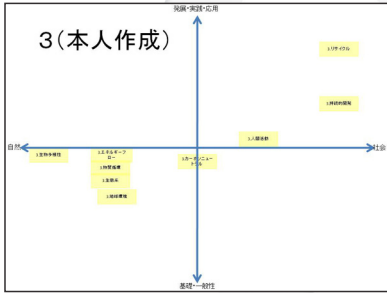 発展・実践・応用
3(本人作成)
1.リサイクル
1.持続的開発
1.人間活動
自然
社会
1.生物多様性
1.エネルギーフ
ロー
1.カーボンニュー
トラル
1.物質循環
1.生態系
1.地球環境
基礎・一般性